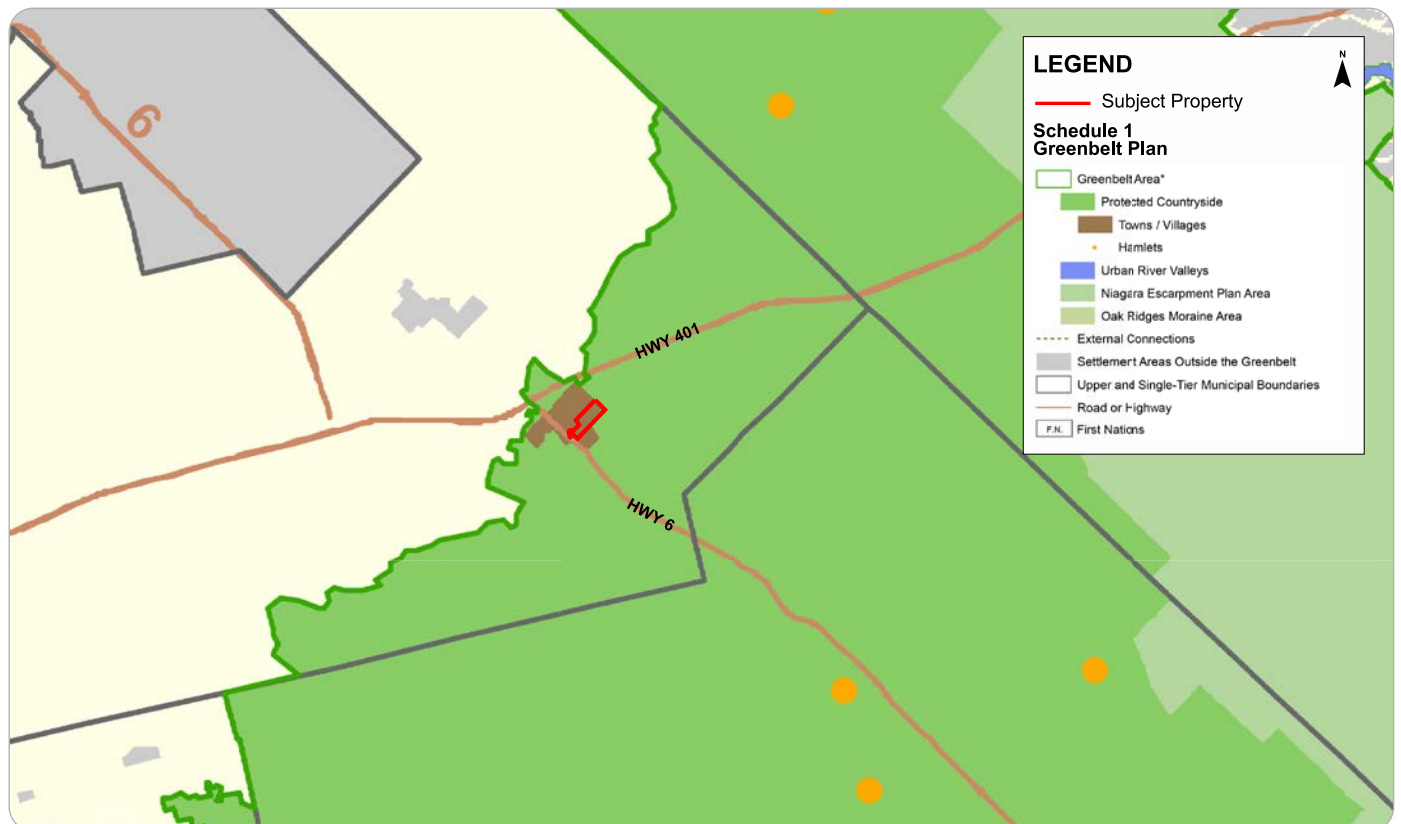 6
HWY 401
HWY 6
LEGEND
N
Subject Property
Schedule 1
Greenbelt Plan
Greenbelt Area*
Protected Countryside
Towns / Villages
Hamlets
Urban River Valleys
Niagara Escarpment Plan Area
Oak Ridges Moraine Area
External Connections
Settlement Areas Outside the Greenbelt
Upper and Single-Tier Municipal Boundaries
Road or Highway
F.N. First Nations